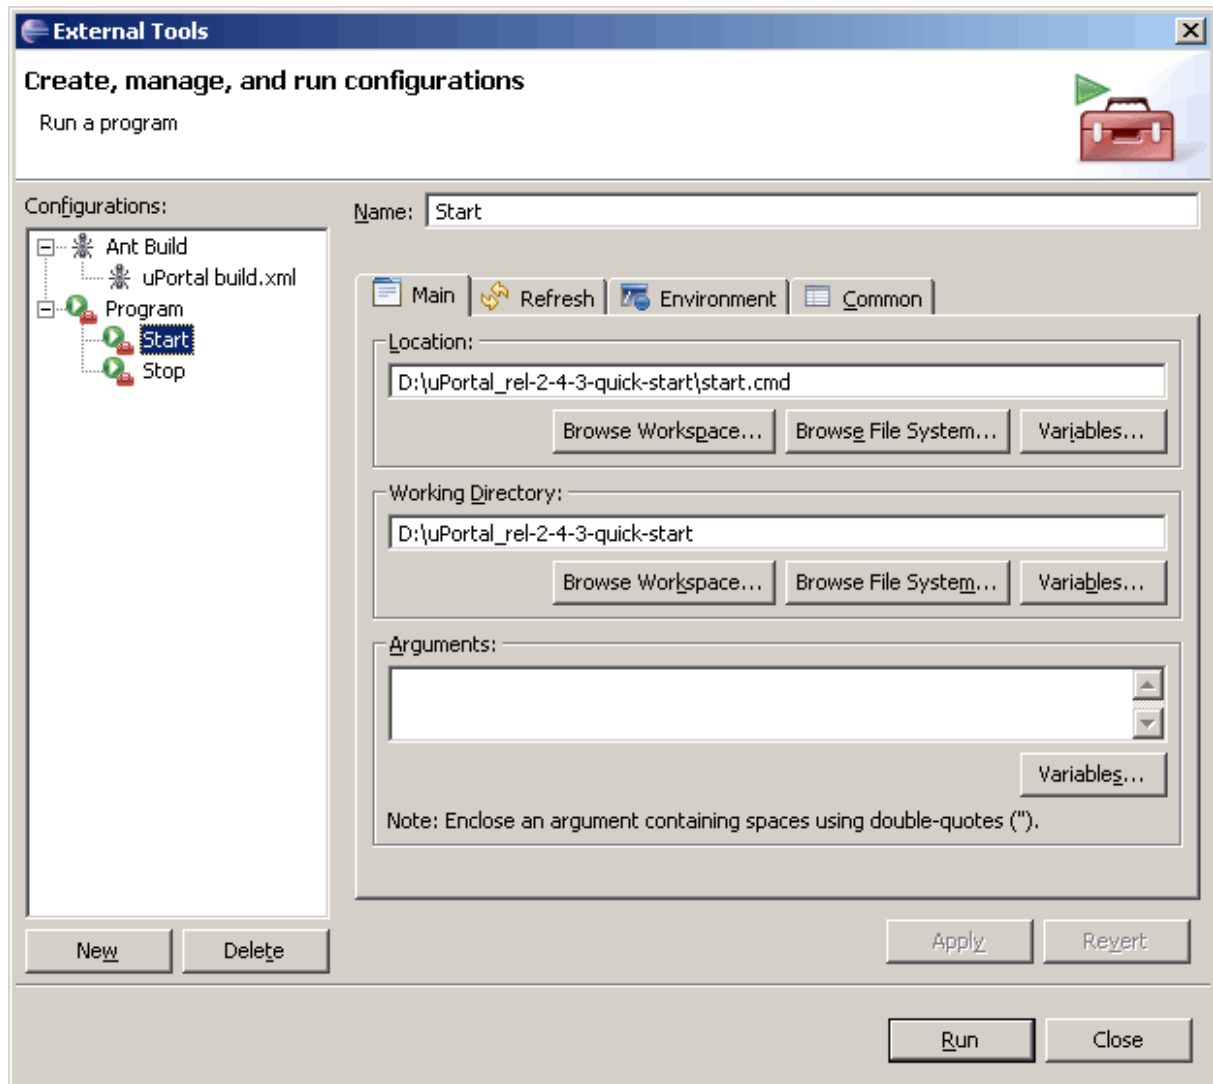 External Tools
Create, manage, and run configurations
Run a program
Configurations:
Ant Build
uPortal build.xml
Program
Start
Stop
New
Delete
Name: Start
Main Refresh Environment Common
Location:
D:\uPortal_rel-2-4-3-quick-start\start.cmd
Browse Workspace... Browse File System... Variables...
Working Directory:
D:\uPortal_rel-2-4-3-quick-start
Browse Workspace... Browse File System... Variables...
Arguments:
Variables...
Note: Enclose an argument containing spaces using double-quotes (").
Apply Revert
Run Close